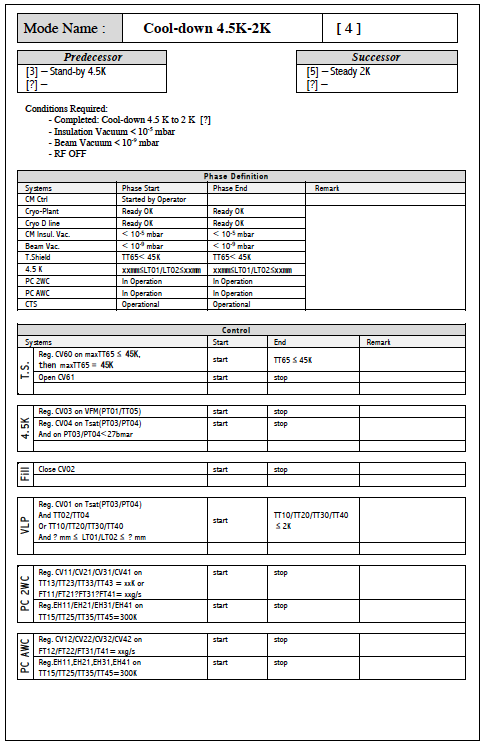 Mode Name : Cool-down 4.5K-2K [ 4 ]
Predecessor Successor
[3] – Stand-by 4.5K [5] – Steady 2K
[?] – [?] –
Conditions Required:
- Completed: Cool-down 4.5 K to 2 K [?]
- Insulation Vacuum < 10⁻⁵ mbar
- Beam Vacuum < 10⁻⁹ mbar
- RF OFF
Phase Definition
Systems Phase Start Phase End Remark
CM Ctrl Started by Operator
Cryo-Plant Ready OK Ready OK
Cryo D line Ready OK Ready OK
CM Insul. Vac. < 10⁻⁵ mbar < 10⁻⁵ mbar
Beam Vac. < 10⁻⁹ mbar < 10⁻⁹ mbar
T.Shield TT65< 45K TT65< 45K
4.5 K xxmm≤LT01/LT02≤xxmm xxmm≤LT01/LT02≤xxmm
PC 2WC In Operation In Operation
PC AWC In Operation In Operation
CTS Operational Operational
Control
Systems Start End Remark
T.S.
Reg. CV60 on maxTT65 ≤ 45K,
then maxTT65 = 45K start TT65 ≤ 45K
Open CV61 start stop
4.5K
Reg. CV03 on VFM(PT01/TT05) start stop
Reg. CV04 on Tsat(PT03/PT04) start stop
And on PT03/PT04<27bmar
Fill
Close CV02 start stop
VLP
Reg. CV01 on Tsat(PT03/PT04)
And TT02/TT04
Or TT10/TT20/TT30/TT40
And ? mm ≤ LT01/LT02 ≤ ? mm
start
TT10/TT20/TT30/TT40
≤ 2K
PC 2WC
Reg. CV11/CV21/CV31/CV41 on start stop
TT13/TT23/TT33/TT43 = xxK or
FT11/FT21?FT31?FT41= xxg/s
Reg.EH11/EH21/EH31/EH41 on start stop
TT15/TT25/TT35/TT45=300K
PC AWC
Reg. CV12/CV22/CV32/CV42 on start stop
FT12/FT22/FT31/T41= xxg/s
Reg.EH11,EH21,EH31,EH41 on start stop
TT15/TT25/TT35/TT45=300K